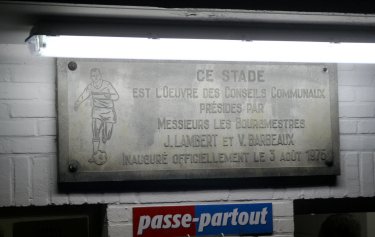 CE STADE
EST L'OEUVRE DES CONSEILS COMMUNAUX
PRÉSIDES PAR
MESSIEURS LES BOURGMESTRES
J. LAMBERT ET V. BARBEAUX
INAUGURÉ OFFICIELLEMENT LE 3 AOÛT 1975
passe-partout